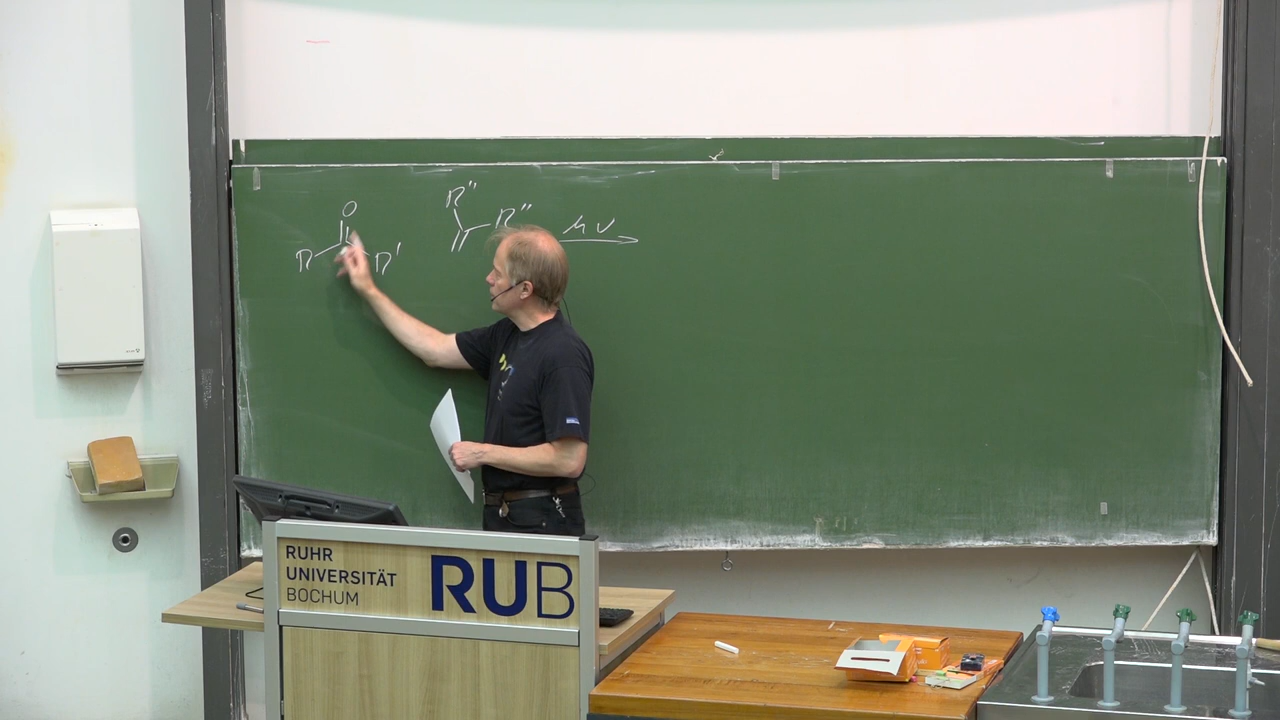 O
R R'
R"
R"
hν
RUHR
UNIVERSITÄT
BOCHUM
RUB